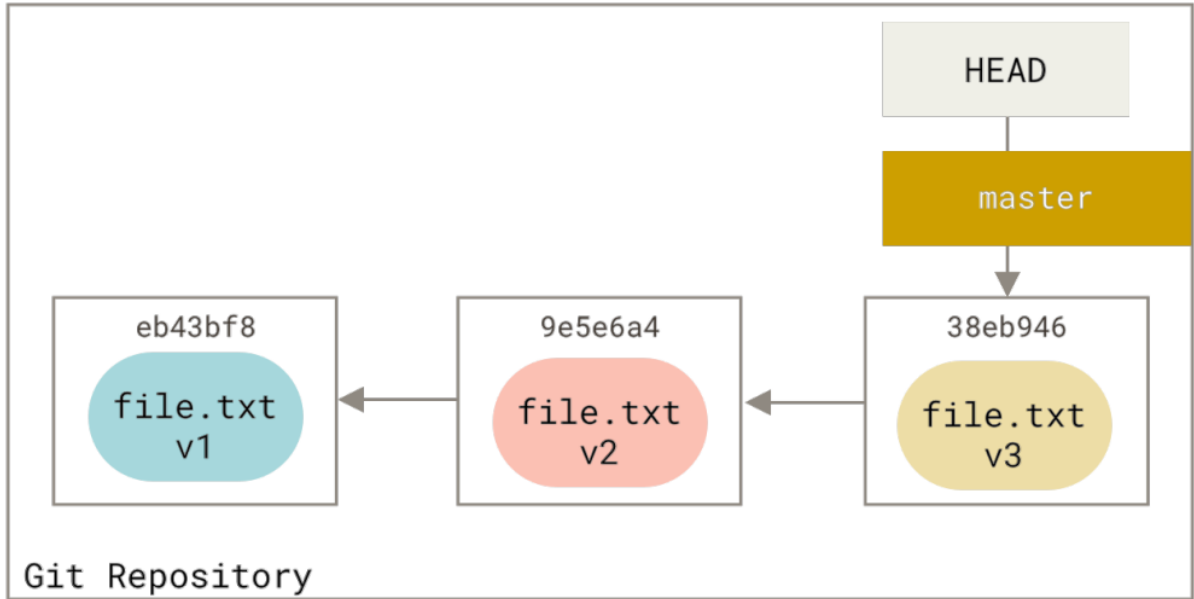 HEAD
master
eb43bf8
file.txt
v1
9e5e6a4
file.txt
v2
38eb946
file.txt
v3
Git Repository